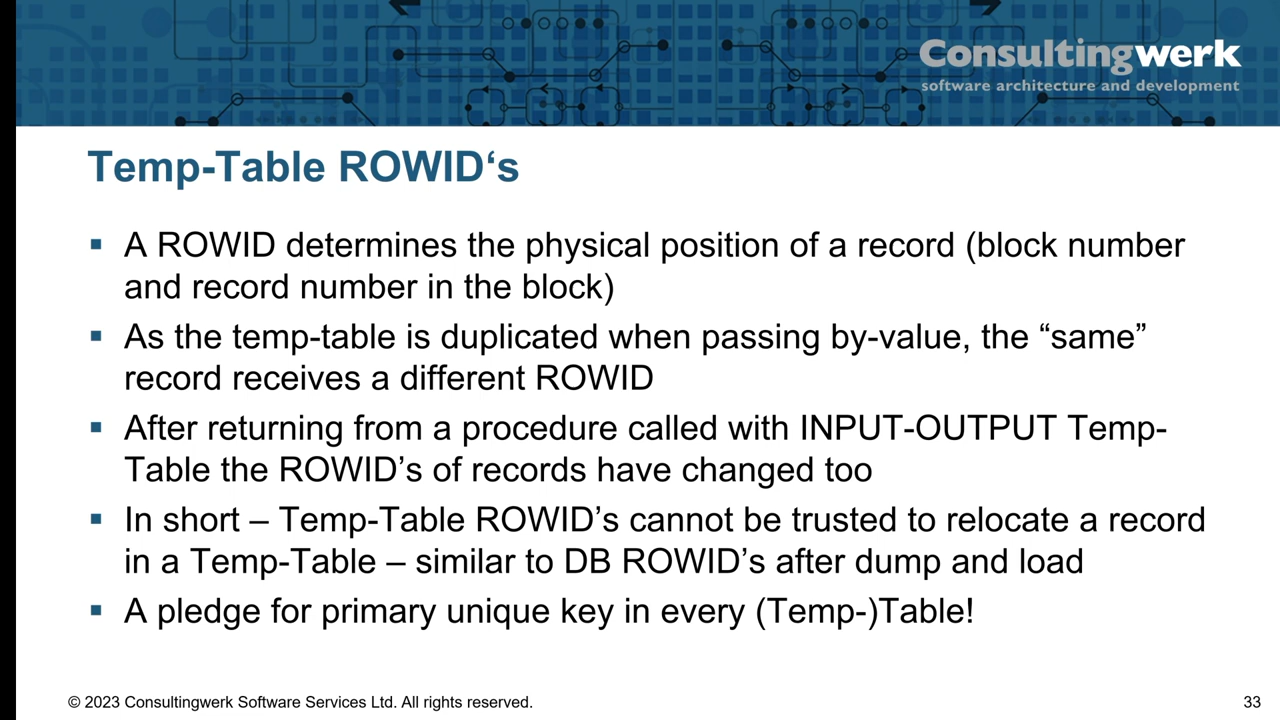 Consultingwerk
software architecture and development
Temp-Table ROWID‘s
▪ A ROWID determines the physical position of a record (block number
and record number in the block)
▪ As the temp-table is duplicated when passing by-value, the “same”
record receives a different ROWID
▪ After returning from a procedure called with INPUT-OUTPUT Temp-
Table the ROWID’s of records have changed too
▪ In short – Temp-Table ROWID’s cannot be trusted to relocate a record
in a Temp-Table – similar to DB ROWID’s after dump and load
▪ A pledge for primary unique key in every (Temp-)Table!
© 2023 Consultingwerk Software Services Ltd. All rights reserved.
33